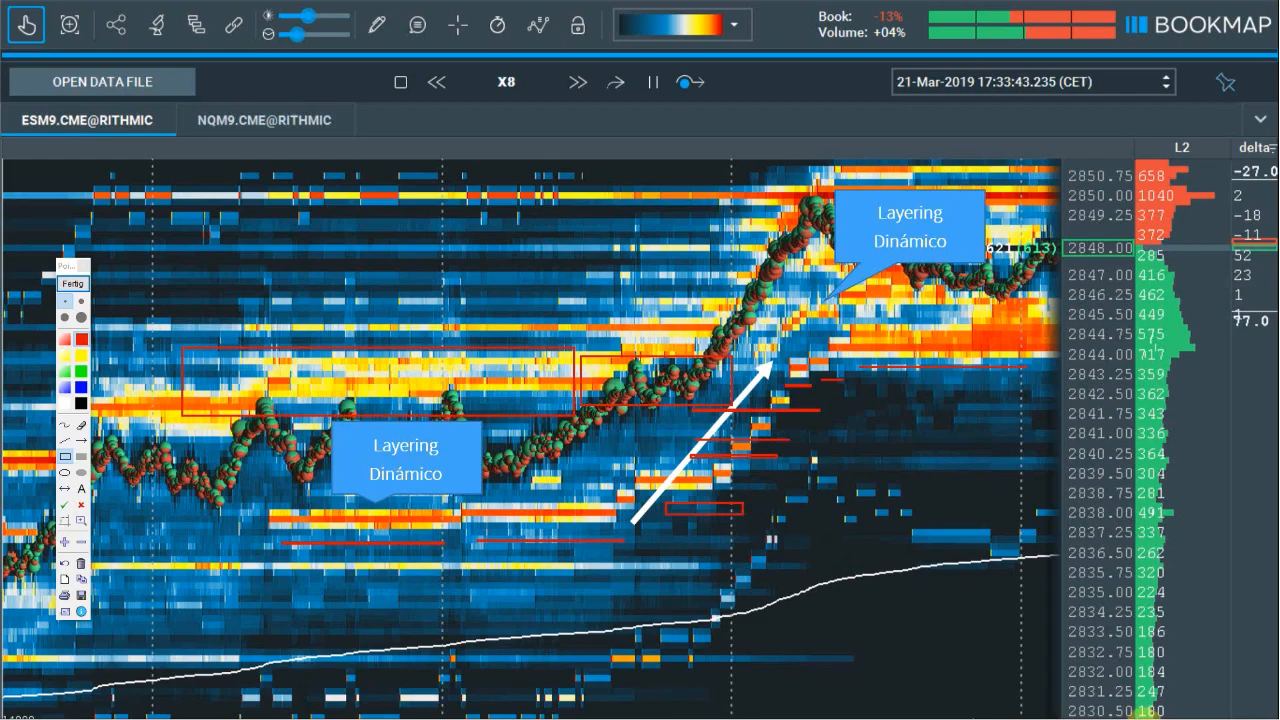 Book: -13%
Volume: +04%
BOOKMAP
OPEN DATA FILE
X8
21-Mar-2019 17:33:43.235 (CET)
ESM9.CME@RITHMIC
NQM9.CME@RITHMIC
L2
delta
2850.75 658 -27.0
2850.00 1040 2
2849.25 377 -18
372 -11
621(613) 2848.00
285 52
2847.00 416 23
2846.25 462 1
2845.50 449
77.0
2844.75 575
2844.00 717
2843.25 359
2842.50 362
2841.75 343
2841.00 336
2840.25 364
2839.50 304
2838.75 281
2838.00 491
2837.25 337
2836.50 262
2835.75 320
2835.00 224
2834.25 235
2833.50 186
2832.75 180
2832.00 184
2831.25 247
2830.50 180
Layering
Dinámico
Layering
Dinámico
Fertig
A